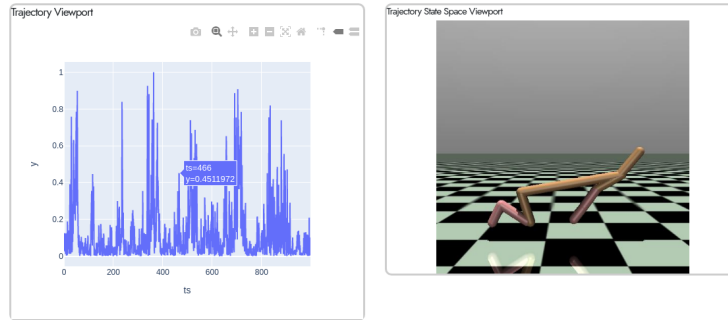 Trajectory Viewport
1
0.8
0.6
0.4
0.2
0
y
ts=466
y=0.4511972
0 200 400 600 800
ts
Trajectory State Space Viewport